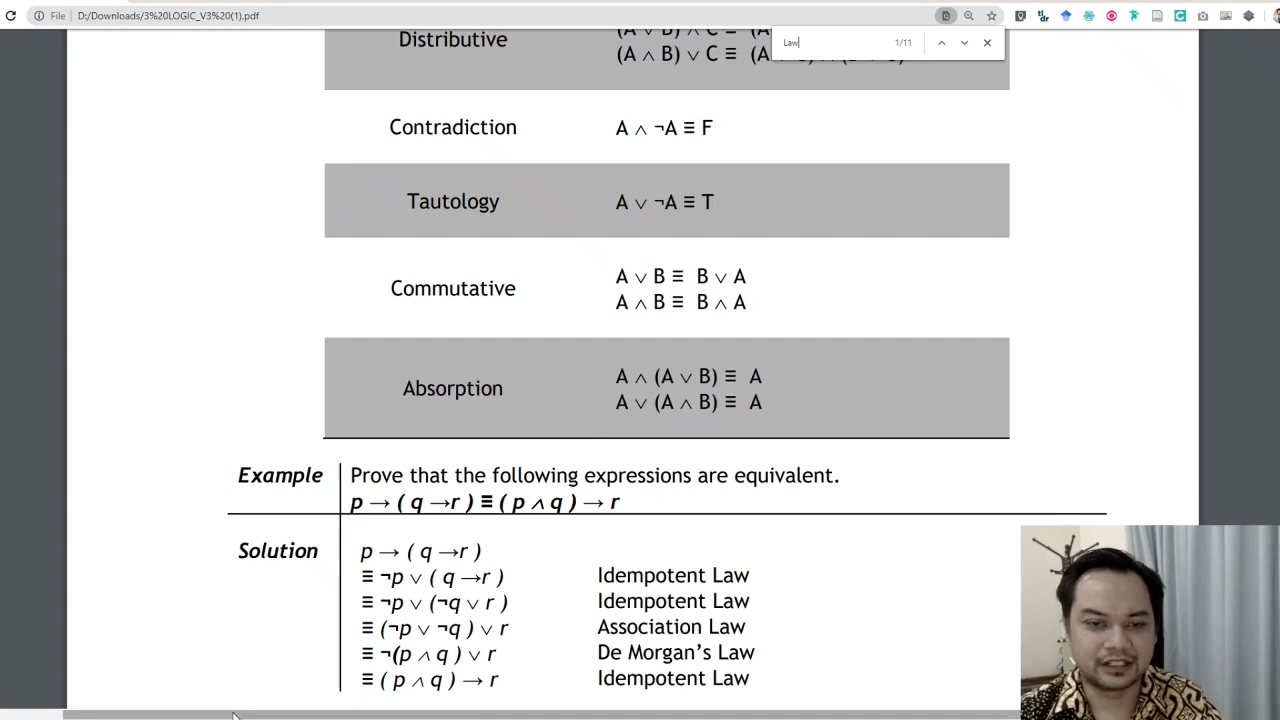 File D:/Downloads/3%20LOGIC_V3%20(1).pdf
Law 1/11
Distributive
(A ∧ B) ∨ C ≡ (A
Contradiction A ∧ ¬A ≡ F
Tautology A ∨ ¬A ≡ T
Commutative
A ∨ B ≡ B ∨ A
A ∧ B ≡ B ∧ A
Absorption
A ∧ (A ∨ B) ≡ A
A ∨ (A ∧ B) ≡ A
Example Prove that the following expressions are equivalent.
p → ( q →r ) ≡ ( p ∧ q ) → r
Solution p → ( q →r )
≡ ¬p ∨ ( q →r ) Idempotent Law
≡ ¬p ∨ (¬q ∨ r ) Idempotent Law
≡ (¬p ∨ ¬q ) ∨ r Association Law
≡ ¬(p ∧ q ) ∨ r De Morgan’s Law
≡ ( p ∧ q ) → r Idempotent Law